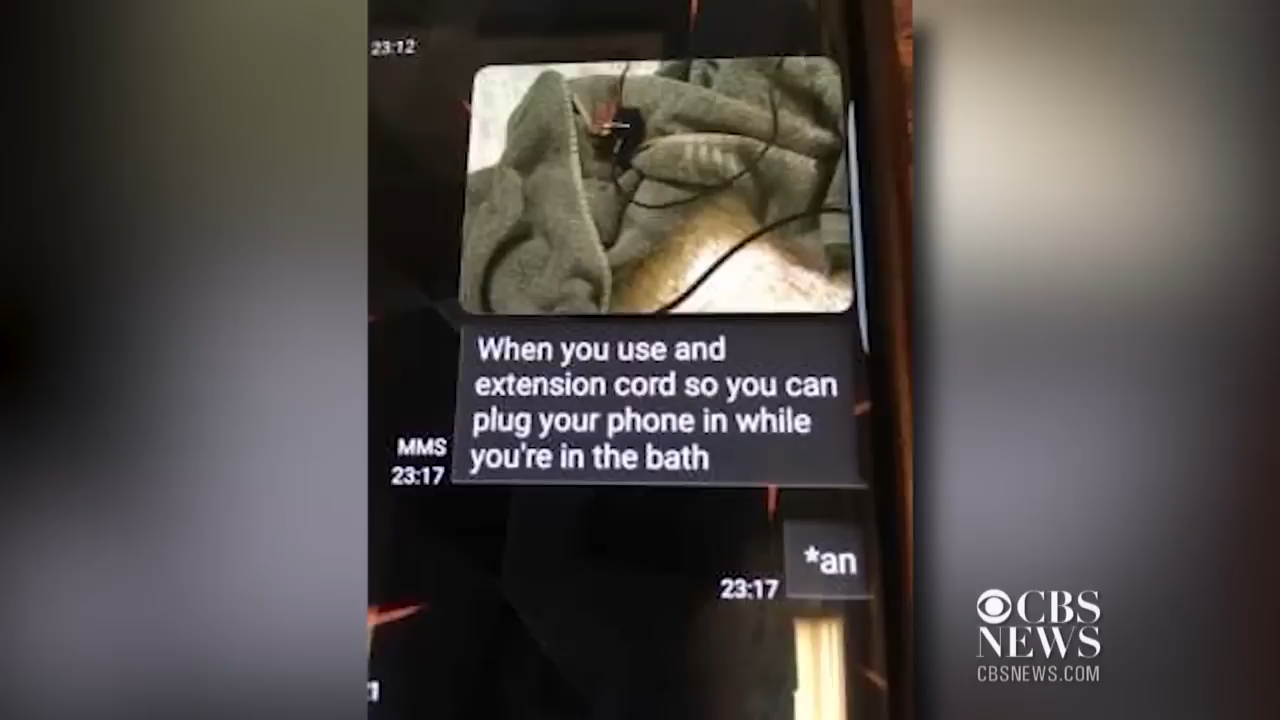 23:12
When you use and
extension cord so you can
plug your phone in while
you're in the bath
MMS
23:17
*an
23:17
CBS
NEWS
CBSNEWS.COM